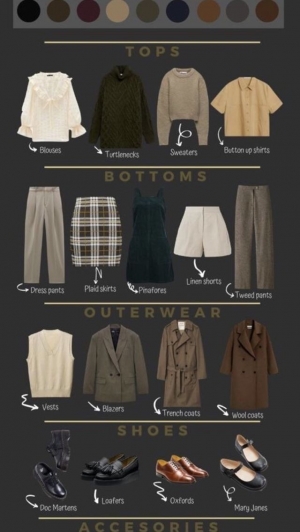 TOPS
Blouses
Turtlenecks
Sweaters
Button up shirts
BOTTOMS
Dress pants
Plaid skirts
Pinafores
Linen shorts
Tweed pants
OUTERWEAR
Vests
Blazers
Trench coats
Wool coats
SHOES
Doc Martens
Loafers
Oxfords
Mary Janes
ACCESORIES